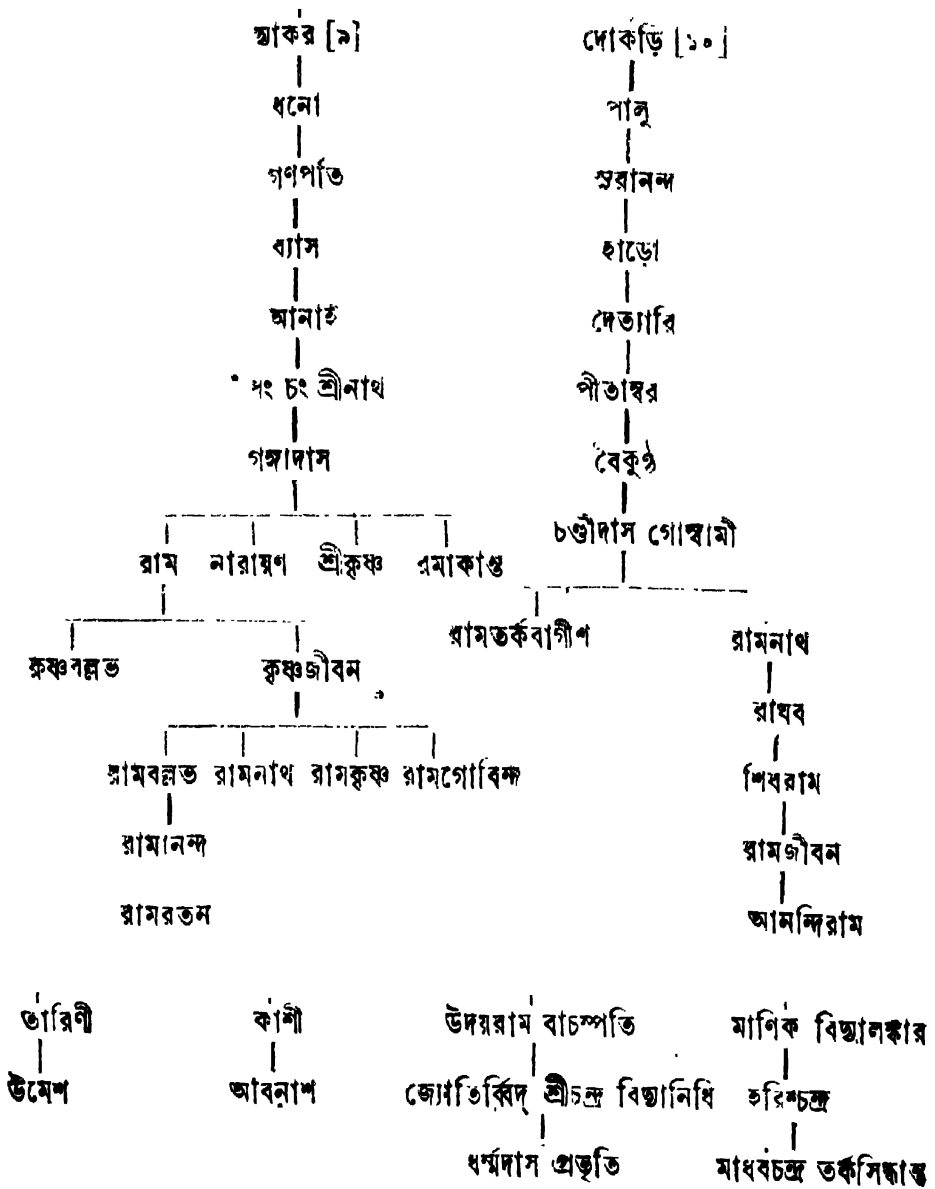 আকর [৯] দোকড়ি [১০]
ধনো পালু
গণপতি সুরানন্দ
ব্যাস হাড়ো
আনাই দৈত্যারি
সং চং শ্রীনাথ পীতাম্বর
গঙ্গাদাস বৈকুণ্ঠ
চণ্ডীদাস গোস্বামী
রাম নারায়ণ শ্রীকৃষ্ণ রমাকান্ত
রামতর্কবাগীশ রামনাথ
কৃষ্ণবল্লভ কৃষ্ণজীবন
রাঘব
রামবল্লভ রামনাথ রামকৃষ্ণ রামগোবিন্দ শিবরাম
রামানন্দ রামজীবন
রামরতন আনন্দিরাম
তারিণী কাশী উদয়রাম বাচস্পতি মাণিক বিদ্যালঙ্কার
উমেশ অবিনাশ জ্যোতির্ব্বিদ্ শ্রীচন্দ্র বিদ্যানিধি হরিশ্চন্দ্র
ধর্ম্মদাস প্রভৃতি মাধবচন্দ্র তর্কসিদ্ধান্ত